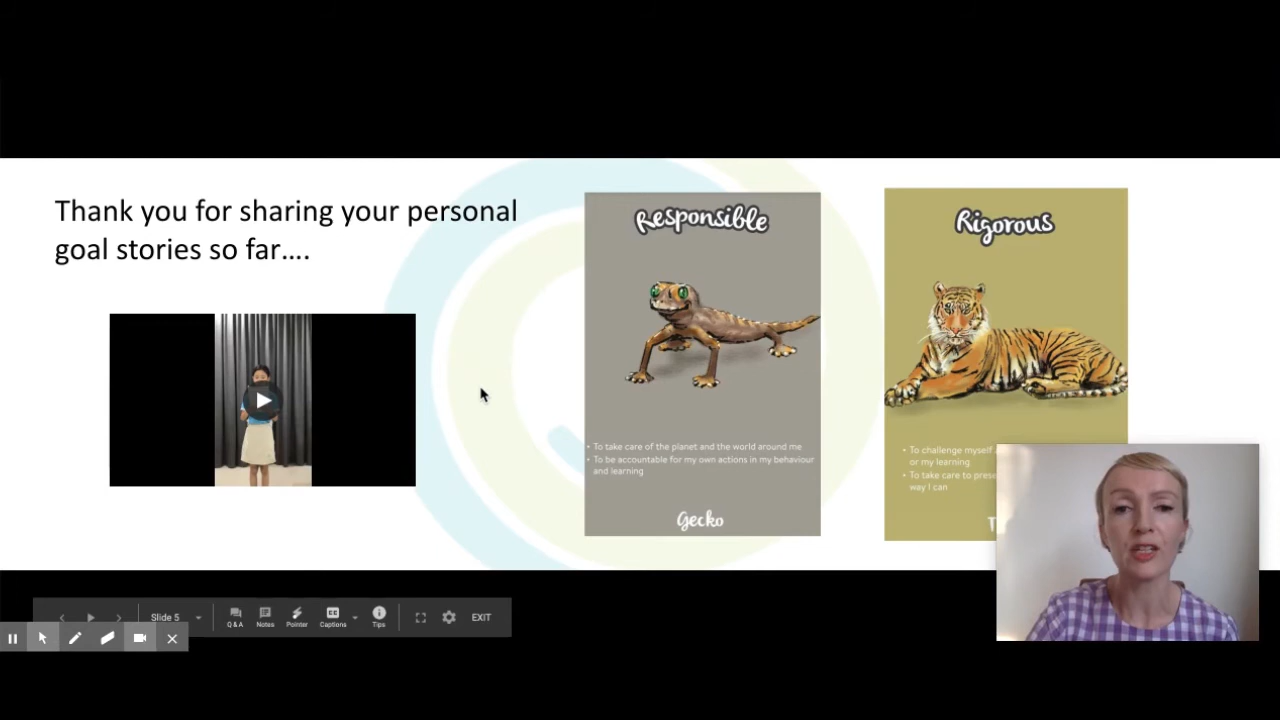 Thank you for sharing your personal
goal stories so far....
Responsible
• To take care of the planet and the world around me
• To be accountable for my own actions in my behaviour
and learning
Gecko
Rigorous
• To challenge myself
or my learning
• To take care to prese
way I can
T
Slide 5
Q & A
Notes
Pointer
Captions
Tips
EXIT